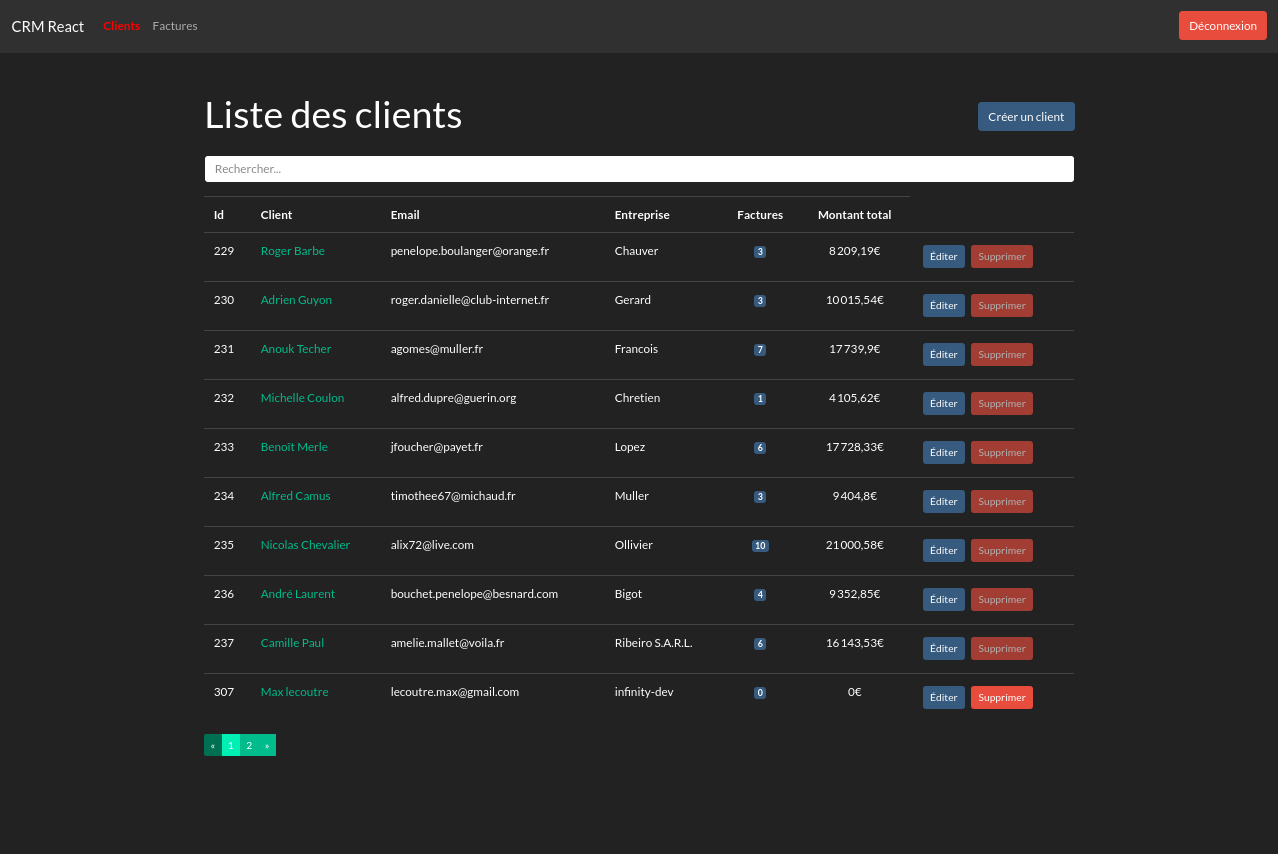 CRM React Clients Factures Déconnexion
Liste des clients Créer un client
Rechercher...
Id Client Email Entreprise Factures Montant total
229 Roger Barbe penelope.boulanger@orange.fr Chauver 3 8 209,19€ Éditer Supprimer
230 Adrien Guyon roger.danielle@club-internet.fr Gerard 3 10 015,54€ Éditer Supprimer
231 Anouk Techer agomes@muller.fr Francois 7 17 739,9€ Éditer Supprimer
232 Michelle Coulon alfred.dupre@guerin.org Chretien 1 4 105,62€ Éditer Supprimer
233 Benoît Merle jfoucher@payet.fr Lopez 6 17 728,33€ Éditer Supprimer
234 Alfred Camus timothee67@michaud.fr Muller 3 9 404,8€ Éditer Supprimer
235 Nicolas Chevalier alix72@live.com Ollivier 10 21 000,58€ Éditer Supprimer
236 André Laurent bouchet.penelope@besnard.com Bigot 4 9 352,85€ Éditer Supprimer
237 Camille Paul amelie.mallet@voila.fr Ribeiro S.A.R.L. 6 16 143,53€ Éditer Supprimer
307 Max lecoutre lecoutre.max@gmail.com infinity-dev 0 0€ Éditer Supprimer
« 1 2 »